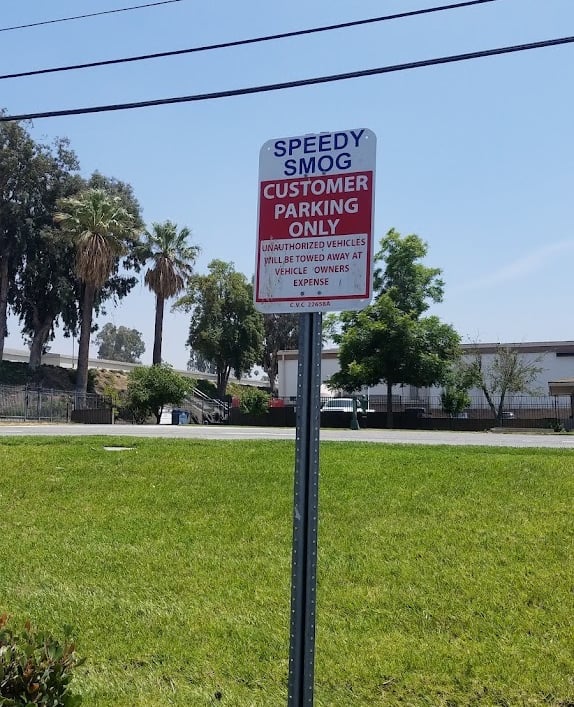 SPEEDY
SMOG
CUSTOMER
PARKING
ONLY
UNAUTHORIZED VEHICLES
WILL BE TOWED AWAY AT
VEHICLE OWNERS
EXPENSE
C.V.C 22658A